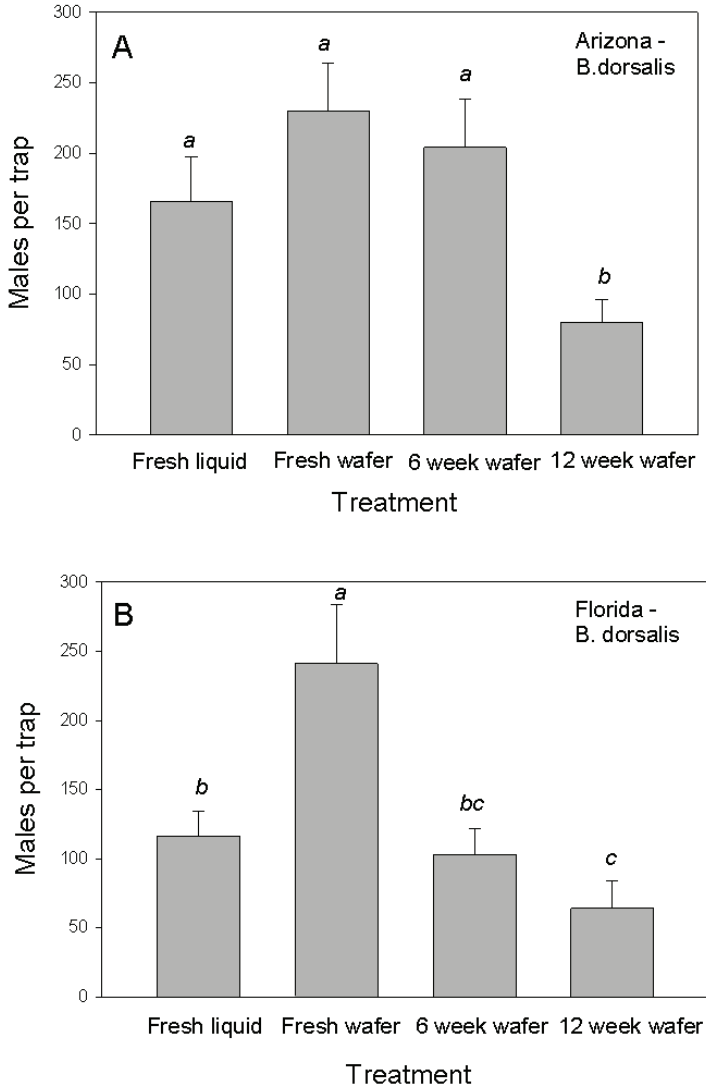 A
Arizona -
B.dorsalis
Males per trap
300
250
200
150
100
50
0
a
a
a
b
Fresh liquid
Fresh wafer
6 week wafer
12 week wafer
Treatment
B
Florida -
B. dorsalis
Males per trap
300
250
200
150
100
50
0
b
a
bc
c
Fresh liquid
Fresh wafer
6 week wafer
12 week wafer
Treatment